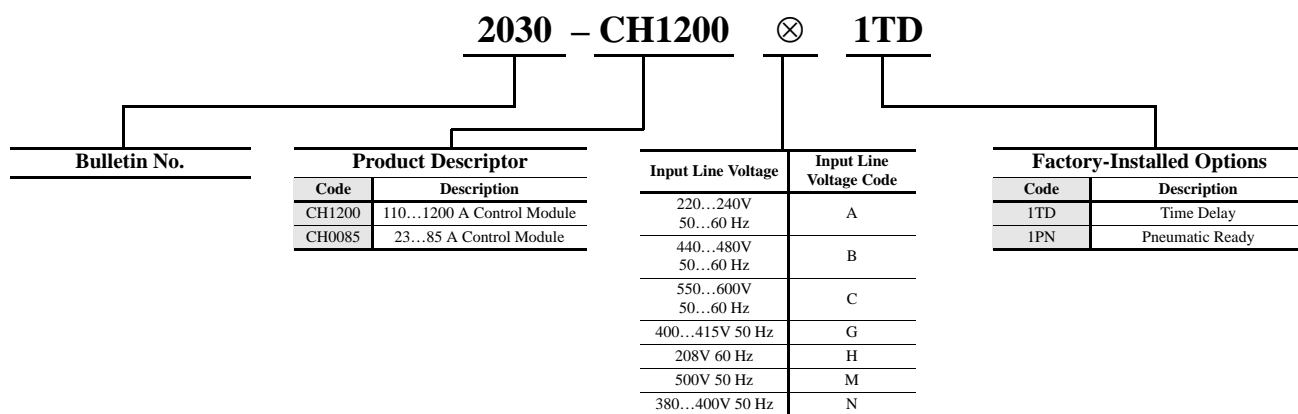 2030 – CH1200 ⊗ 1TD
Bulletin No.
Product Descriptor
Code Description
CH1200 110…1200 A Control Module
CH0085 23…85 A Control Module
Input Line Voltage Input Line
Voltage Code
220…240V
50…60 Hz
A
440…480V
50…60 Hz
B
550…600V
50…60 Hz
C
400…415V 50 Hz G
208V 60 Hz H
500V 50 Hz M
380…400V 50 Hz N
Factory-Installed Options
Code Description
1TD Time Delay
1PN Pneumatic Ready